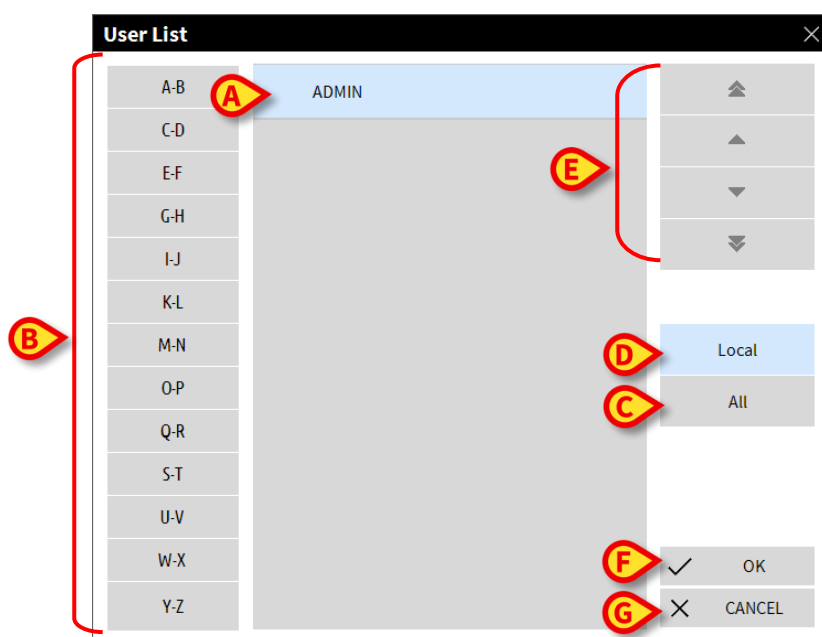 User List
A-B
A
ADMIN
C-D
E-F
E
G-H
I-J
K-L
B
M-N
D
Local
O-P
C
All
Q-R
S-T
U-V
W-X
F
OK
Y-Z
G
CANCEL